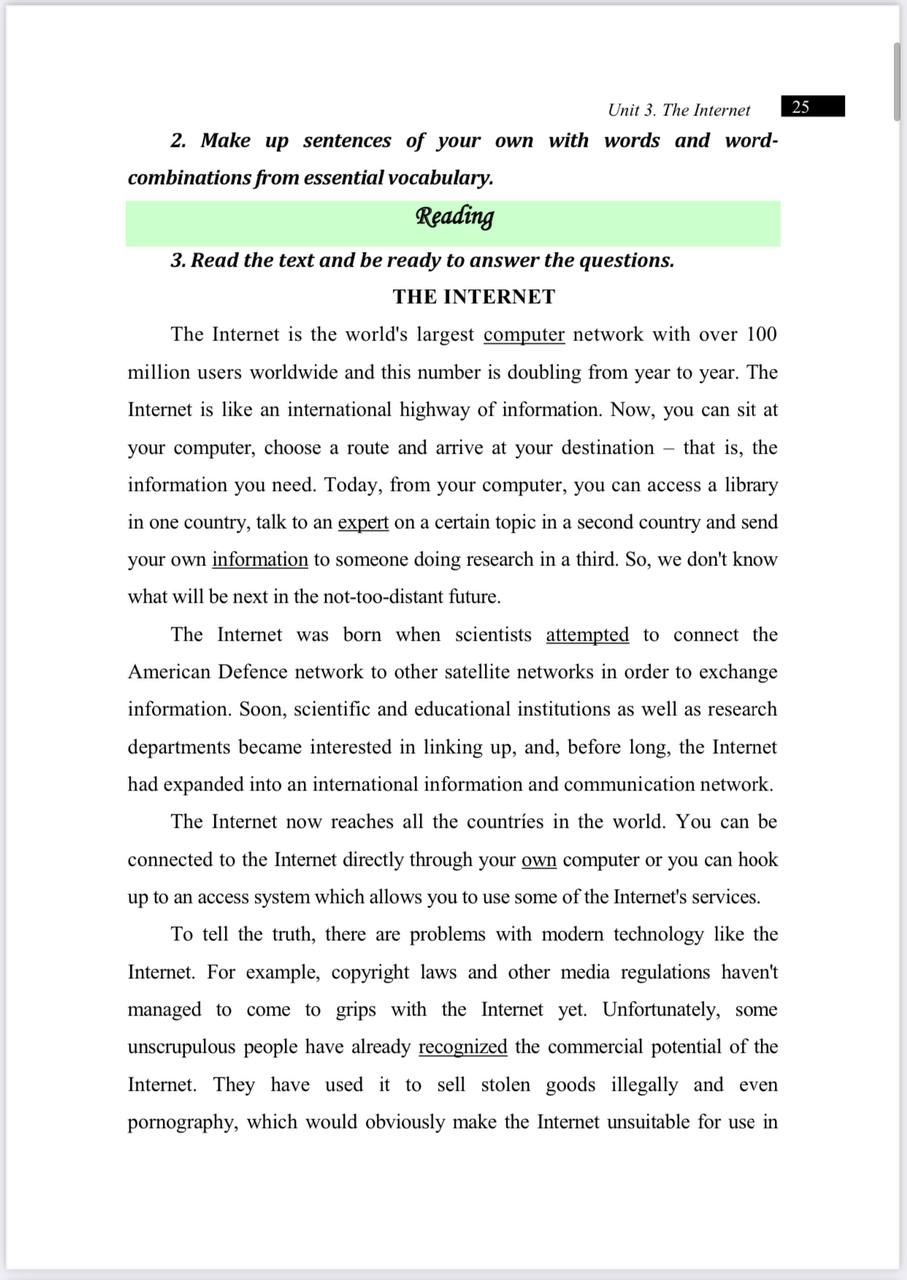 Unit 3. The Internet 25
2. Make up sentences of your own with words and word-
combinations from essential vocabulary.
Reading
3. Read the text and be ready to answer the questions.
THE INTERNET
The Internet is the world's largest computer network with over 100
million users worldwide and this number is doubling from year to year. The
Internet is like an international highway of information. Now, you can sit at
your computer, choose a route and arrive at your destination – that is, the
information you need. Today, from your computer, you can access a library
in one country, talk to an expert on a certain topic in a second country and send
your own information to someone doing research in a third. So, we don't know
what will be next in the not-too-distant future.
The Internet was born when scientists attempted to connect the
American Defence network to other satellite networks in order to exchange
information. Soon, scientific and educational institutions as well as research
departments became interested in linking up, and, before long, the Internet
had expanded into an international information and communication network.
The Internet now reaches all the countríes in the world. You can be
connected to the Internet directly through your own computer or you can hook
up to an access system which allows you to use some of the Internet's services.
To tell the truth, there are problems with modern technology like the
Internet. For example, copyright laws and other media regulations haven't
managed to come to grips with the Internet yet. Unfortunately, some
unscrupulous people have already recognized the commercial potential of the
Internet. They have used it to sell stolen goods illegally and even
pornography, which would obviously make the Internet unsuitable for use in